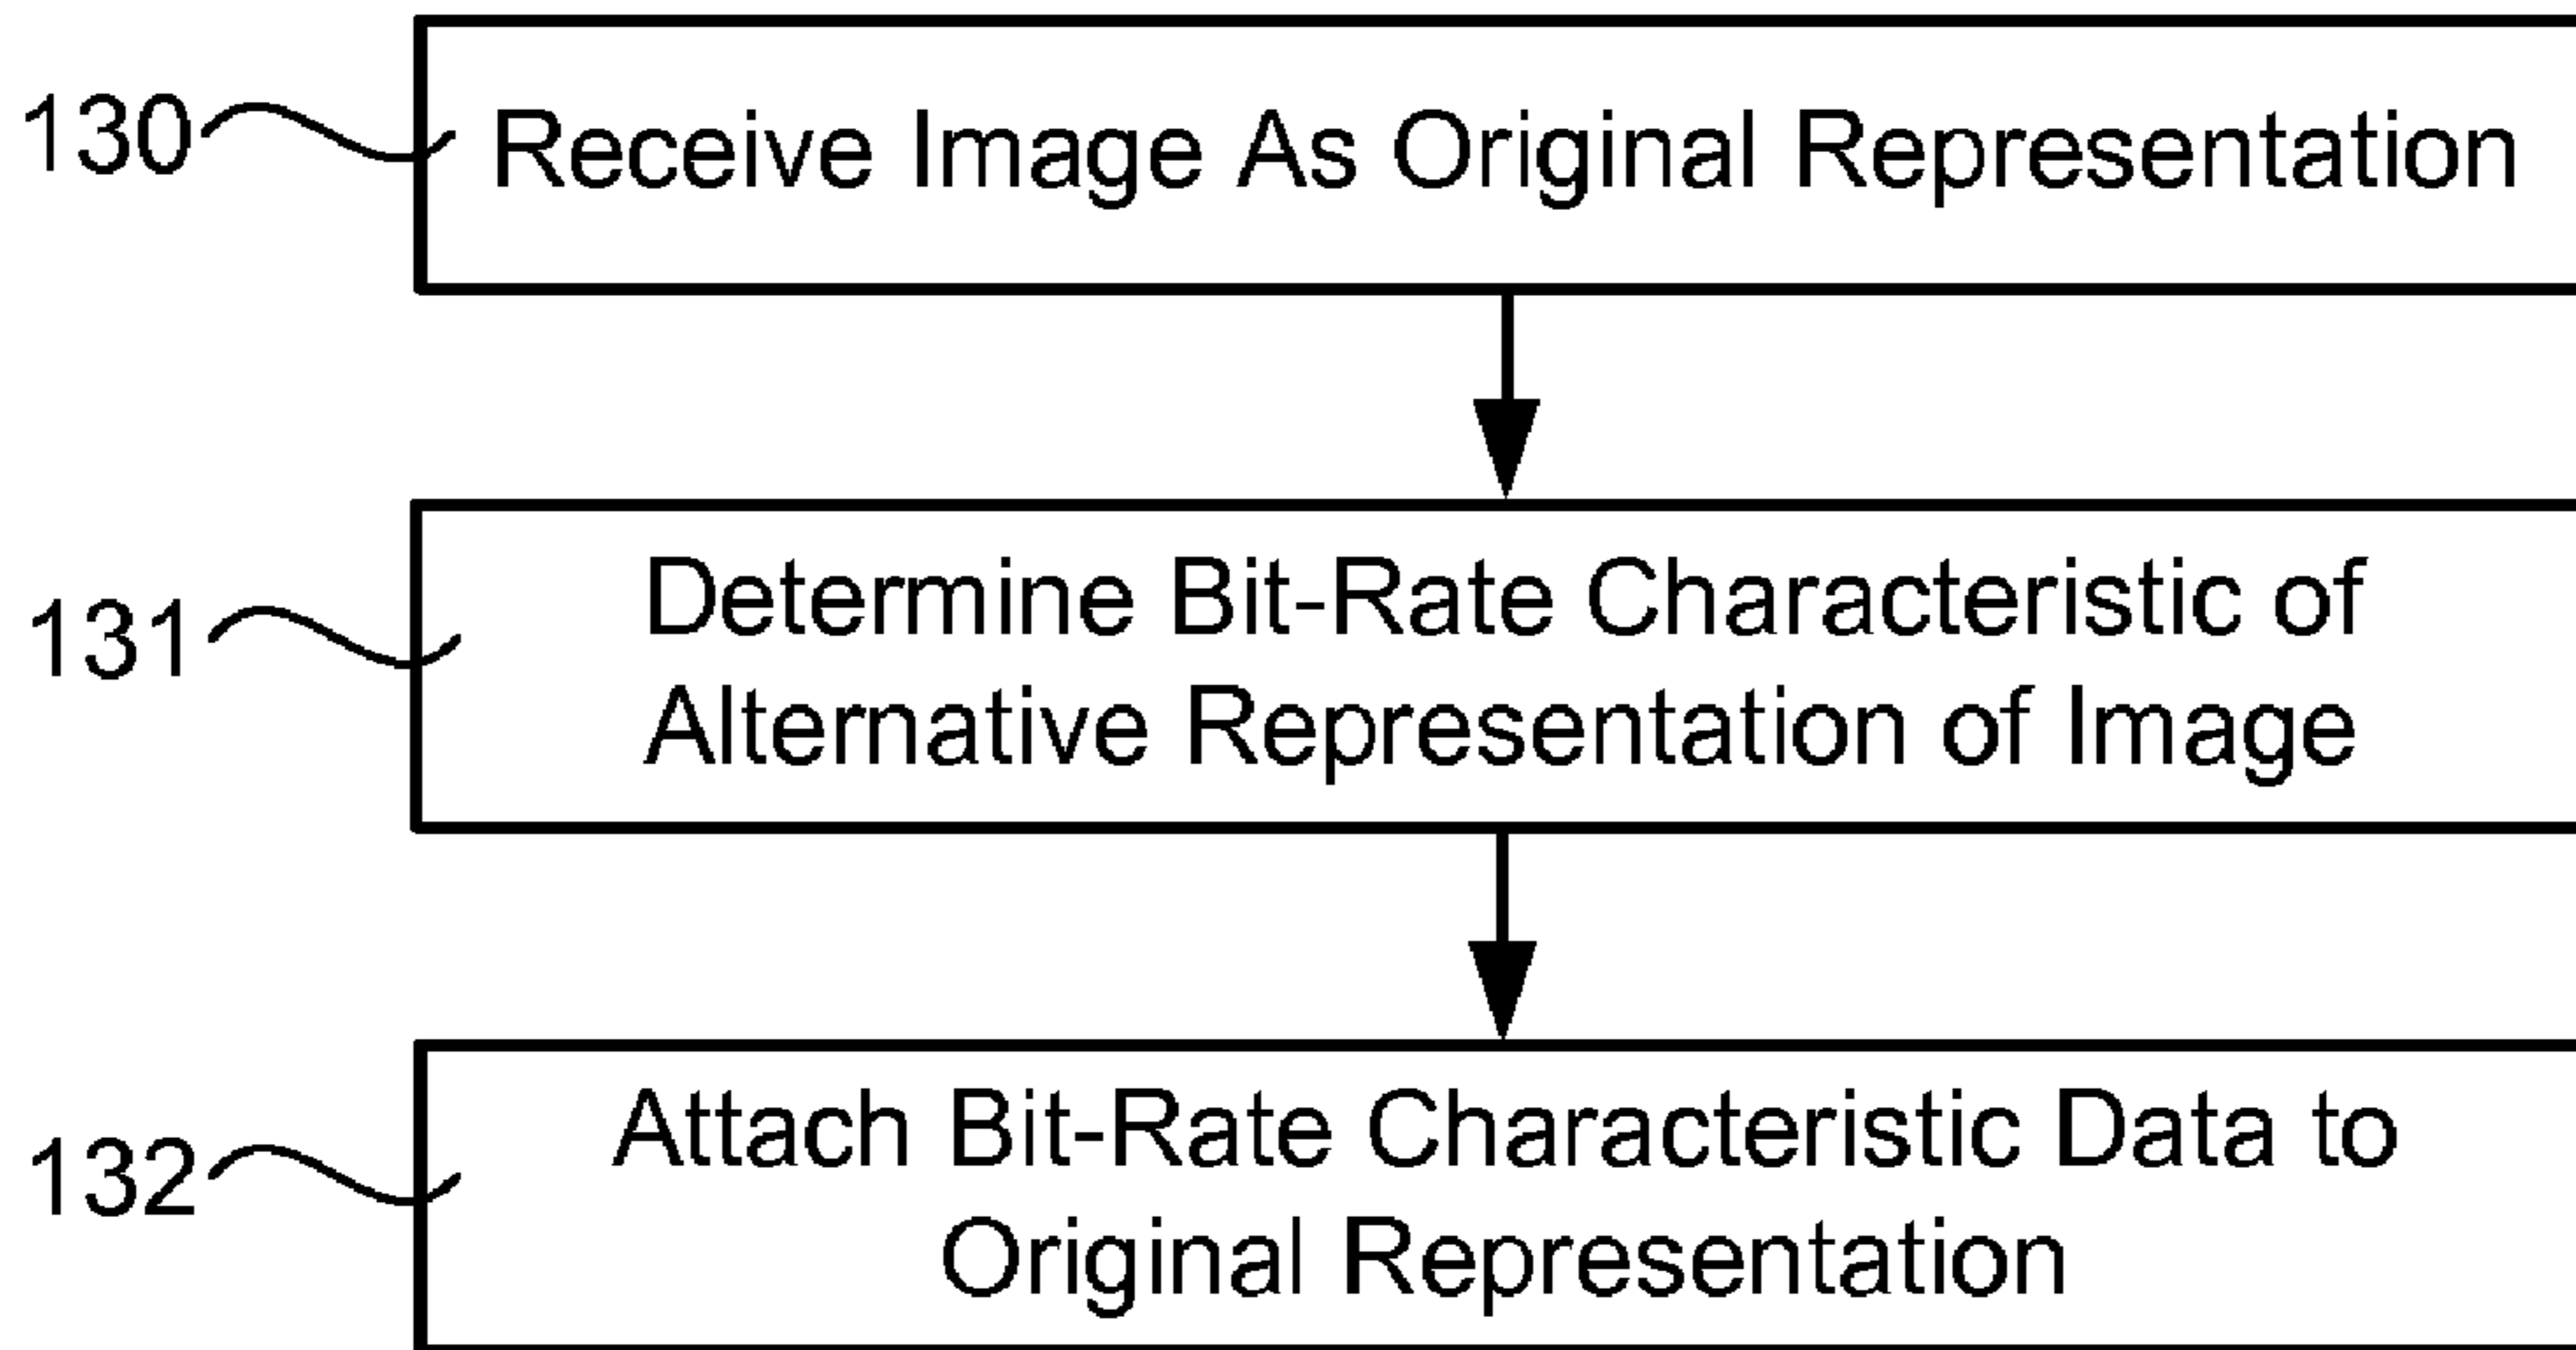 130
Receive Image As Original Representation
131
Determine Bit-Rate Characteristic of
Alternative Representation of Image
132
Attach Bit-Rate Characteristic Data to
Original Representation